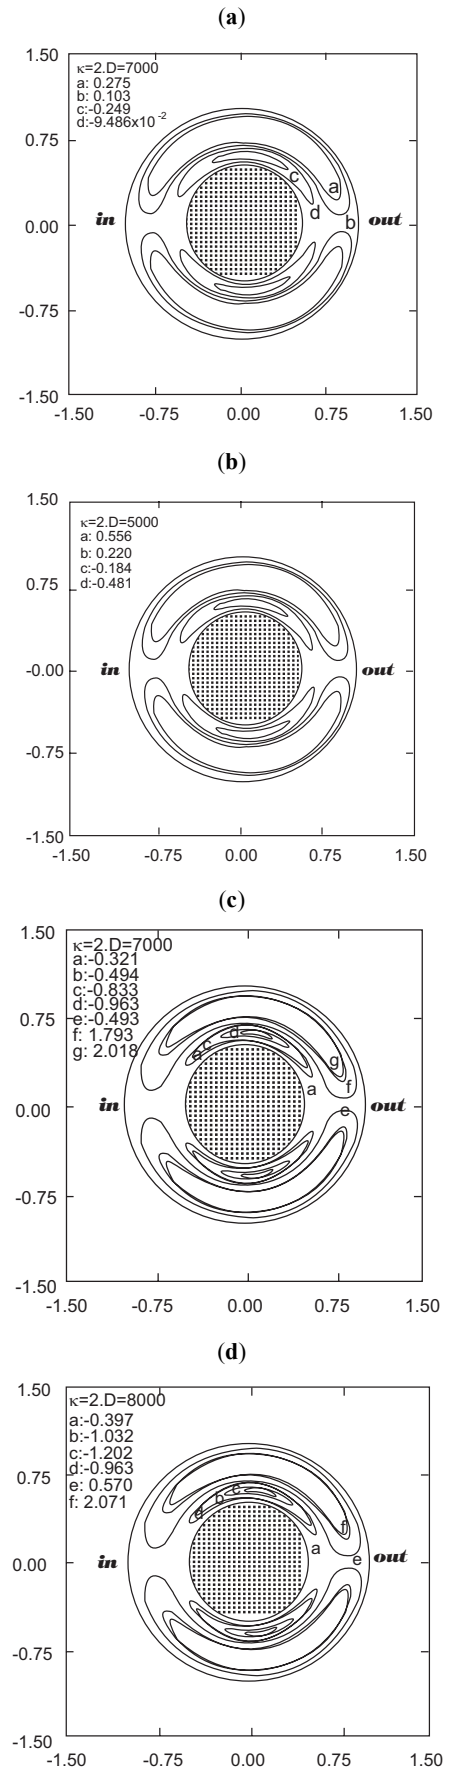 (a)
1.50
κ=2.D=7000
a: 0.275
b: 0.103
c:-0.249
d:-9.486x10 -2
0.75
c
a
d
in 0.00 b out
-0.75
-1.50
-1.50 -0.75 0.00 0.75 1.50
(b)
1.50
κ=2.D=5000
a: 0.556
b: 0.220
c:-0.184
d:-0.481
0.75
-0.00 in out
-0.75
-1.50
-1.50 -0.75 0.00 0.75 1.50
(c)
1.50
κ=2.D=7000
a:-0.321
b:-0.494
c:-0.833
d:-0.963
e:-0.493
f: 1.793
g: 2.018
0.75
d
c
a g
a f
0.00 in e out
-0.75
-1.50
-1.50 -0.75 0.00 0.75 1.50
(d)
1.50
κ=2.D=8000
a:-0.397
b:-1.032
c:-1.202
d:-0.963
e: 0.570
f: 2.071
0.75
c
b
d f
a
0.00 in e out
-0.75
-1.50
-1.50 -0.75 0.00 0.75 1.50